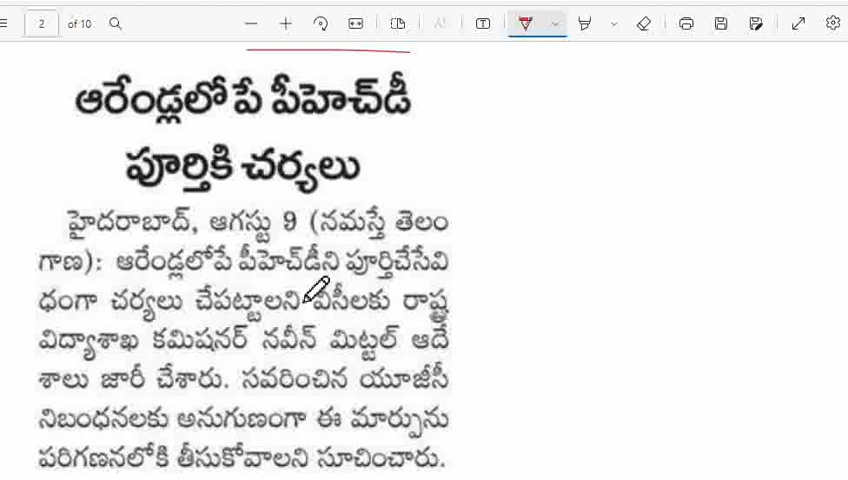 2 of 10
ఆరేండ్లలోపే పీహెచ్‌డీ
పూర్తికి చర్యలు
హైదరాబాద్, ఆగస్టు 9 (నమస్తే తెలం
గాణ): ఆరేండ్లలోపే పీహెచ్‌డీని పూర్తిచేసేవి
ధంగా చర్యలు చేపట్టాలని వీసీలకు రాష్ట్ర
విద్యాశాఖ కమిషనర్ నవీన్ మిట్టల్ ఆదే
శాలు జారీ చేశారు. సవరించిన యూజీసీ
నిబంధనలకు అనుగుణంగా ఈ మార్పును
పరిగణనలోకి తీసుకోవాలని సూచించారు.